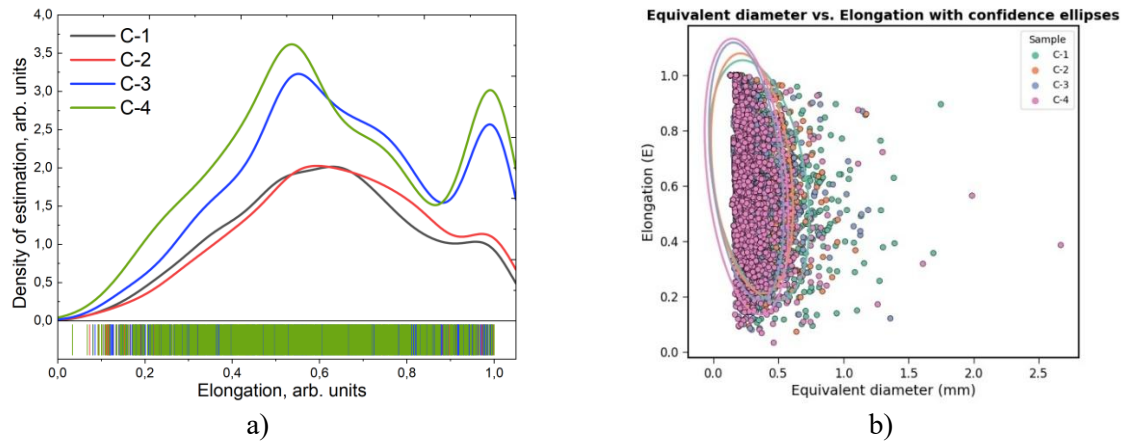 C-1
C-2
C-3
C-4
Density of estimation, arb. units
4,0
3,5
3,0
2,5
2,0
1,5
1,0
0,5
0,0
0,0 0,2 0,4 0,6 0,8 1,0
Elongation, arb. units
a)
Equivalent diameter vs. Elongation with confidence ellipses
Sample
C-1
C-2
C-3
C-4
Elongation (E)
1.0
0.8
0.6
0.4
0.2
0.0
0.0 0.5 1.0 1.5 2.0 2.5
Equivalent diameter (mm)
b)